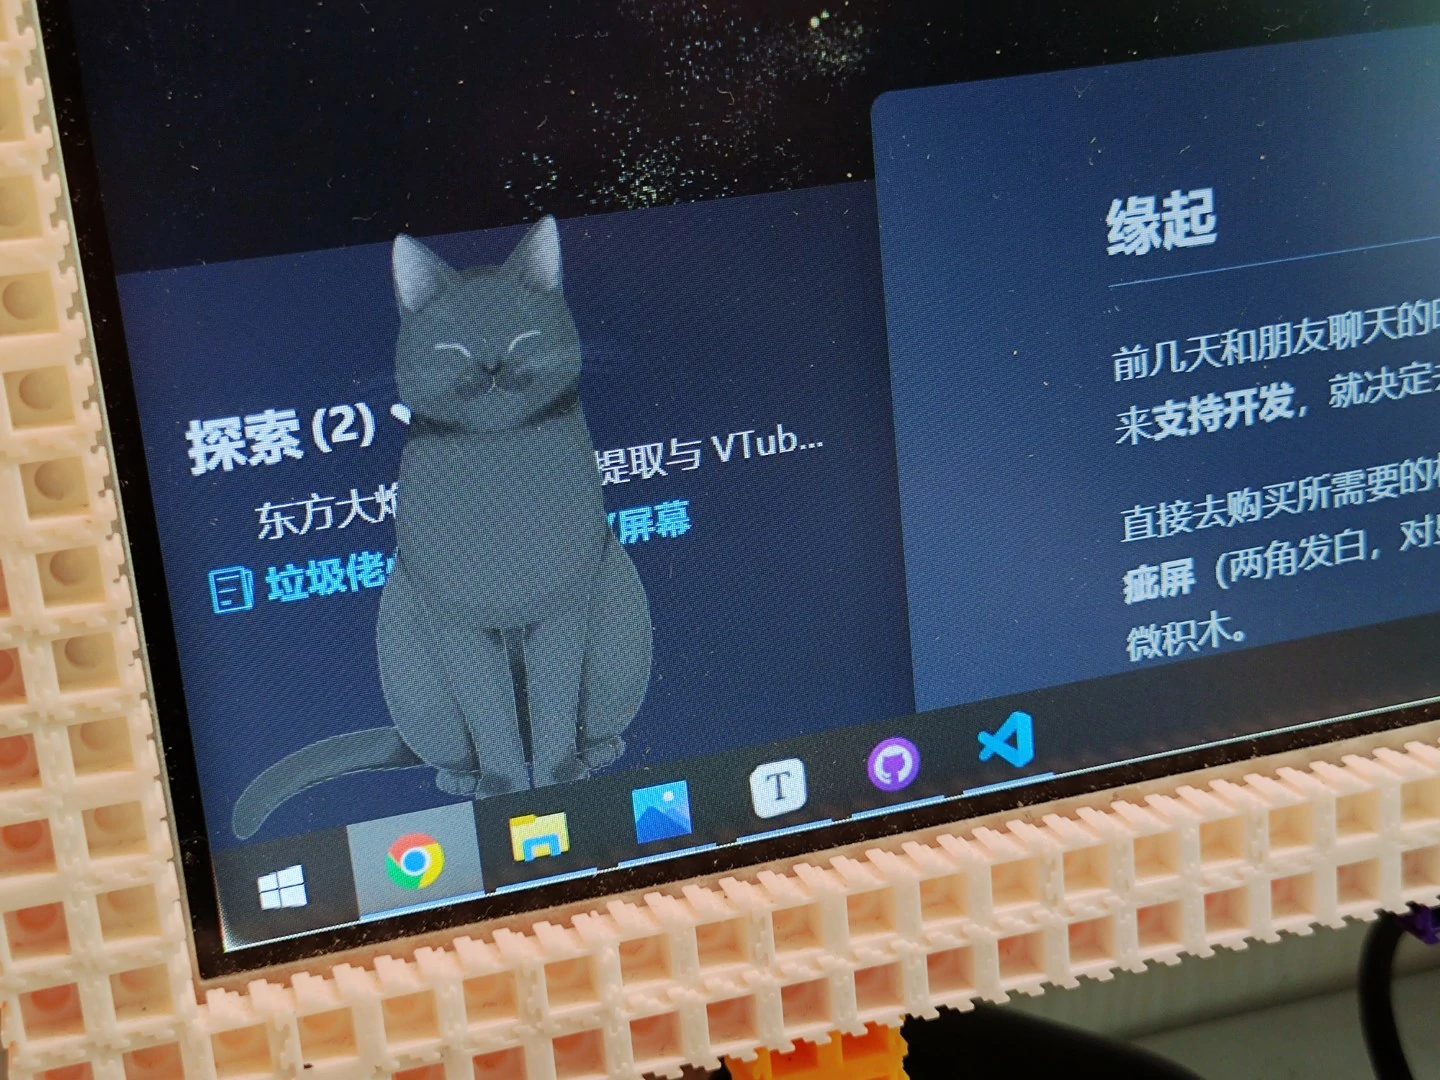 探索 (2)
东方大炮
提取与 VTub...
垃圾佬
屏幕
缘起
前几天和朋友聊天的
来支持开发，就决定
直接去购买所需要的
疵屏（两角发白，对
微积木。
T